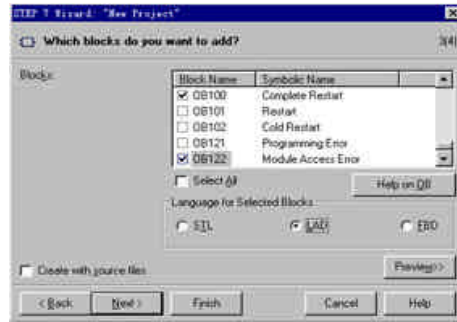 STEP 7 Wizard: "New Project"
Which blocks do you want to add?
3(4)
Blocks:
Block Name Symbolic Name
OB100 Complete Restart
OB101 Restart
OB102 Cold Restart
OB121 Programming Error
OB122 Module Access Error
Select All
Help on OB
Language for Selected Blocks
STL LAD FBD
Create with source files
Preview>>
< Back Next > Finish Cancel Help